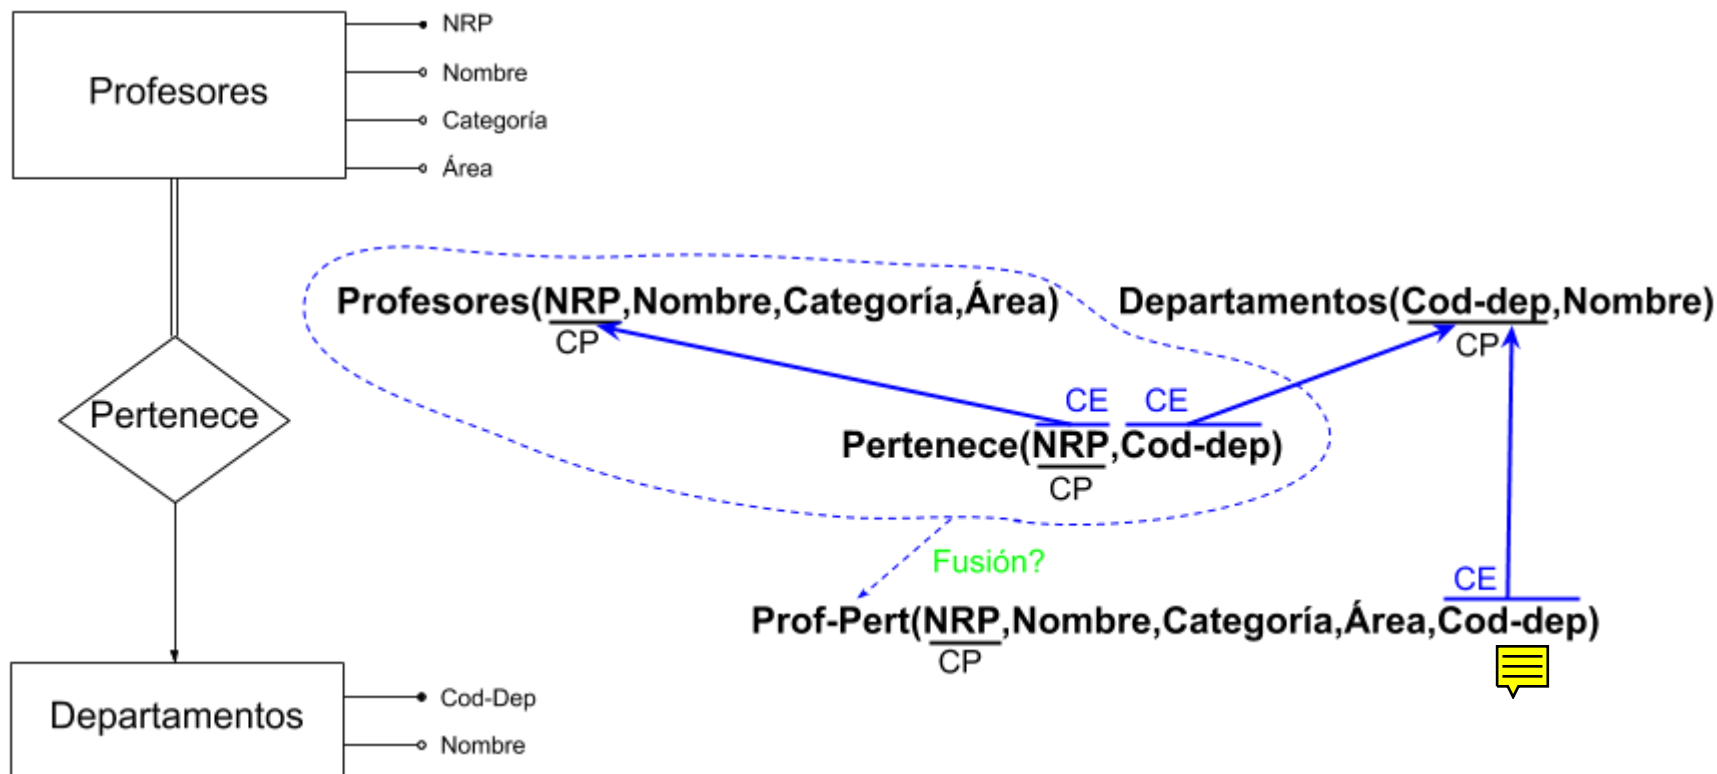 NRP
Profesores
Nombre
Categoría
Área
Profesores(NRP,Nombre,Categoría,Área)
CP
Departamentos(Cod-dep,Nombre)
CP
Pertenece
CE
CE
Pertenece(NRP,Cod-dep)
CP
Fusión?
CE
Prof-Pert(NRP,Nombre,Categoría,Área,Cod-dep)
CP
Departamentos
Cod-Dep
Nombre